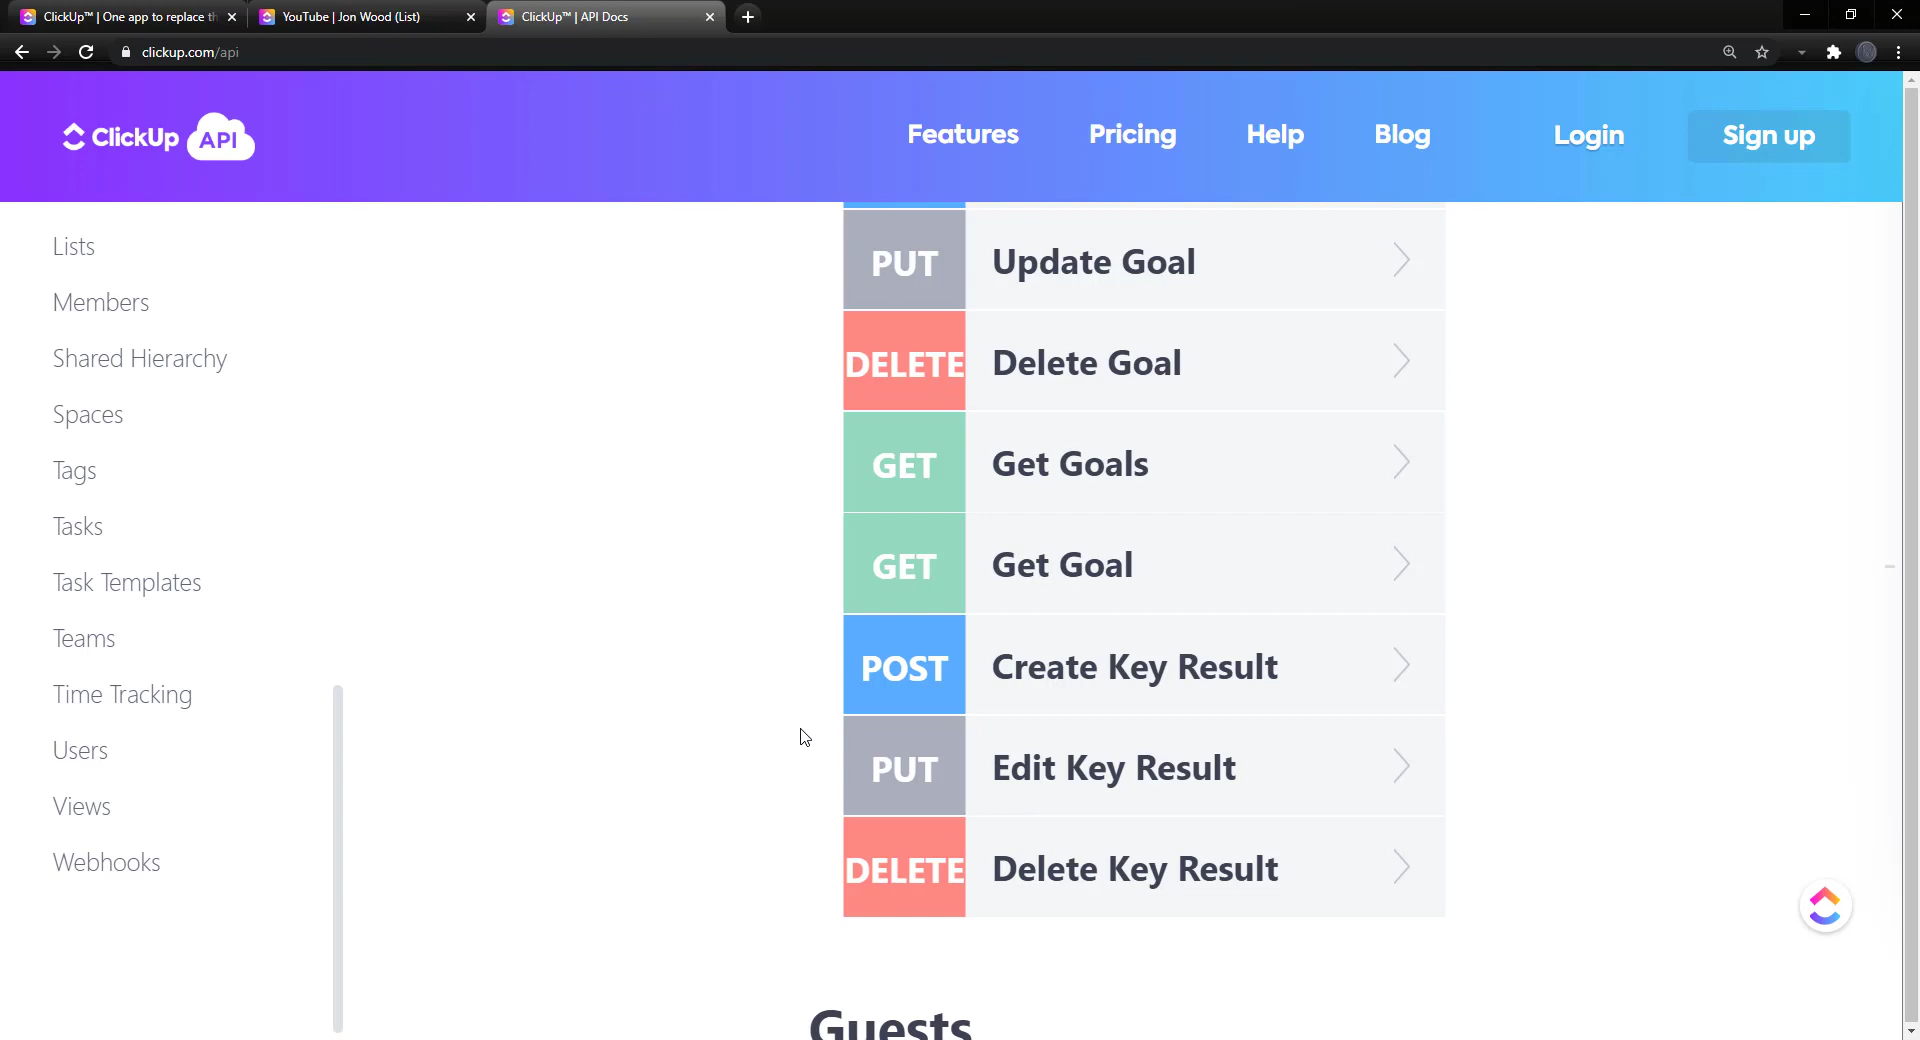 ClickUp™ | One app to replace th
YouTube | Jon Wood (List)
ClickUp™ | API Docs
clickup.com/api
ClickUp API
Features
Pricing
Help
Blog
Login
Sign up
Lists
Members
Shared Hierarchy
Spaces
Tags
Tasks
Task Templates
Teams
Time Tracking
Users
Views
Webhooks
PUT Update Goal
DELETE Delete Goal
GET Get Goals
GET Get Goal
POST Create Key Result
PUT Edit Key Result
DELETE Delete Key Result
Guests